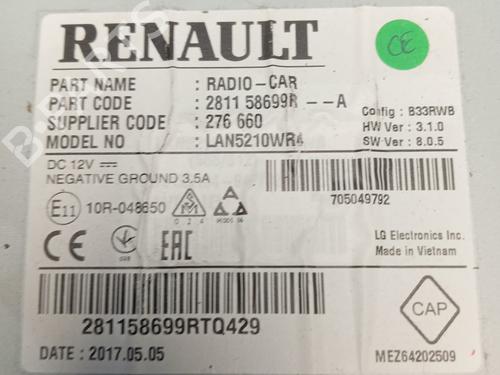 RENAULT
CE
PART NAME : RADIO-CAR
PART CODE : 2811 58699R --A
SUPPLIER CODE : 276 660
MODEL NO : LAN5210WR4
Config : B33RWB
HW Ver : 3.1.0
SW Ver : 8.0.5
DC 12V
NEGATIVE GROUND 3.5A
705049792
E11 10R-048650
CE
EAC
LG Electronics Inc.
Made in Vietnam
281158699RTQ429
CAP
DATE : 2017.05.05
MEZ64202509